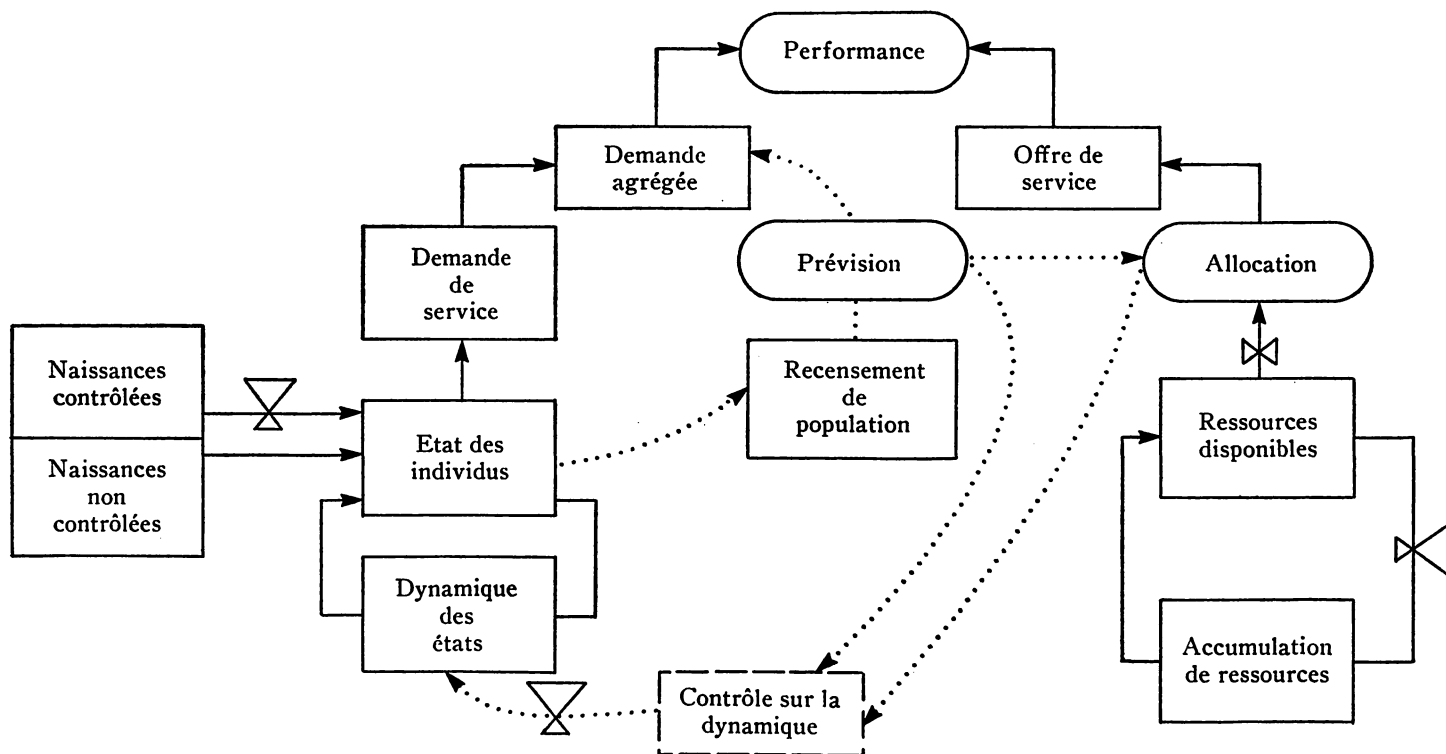 Performance
Demande
agrégée
Offre de
service
Demande
de
service
Prévision
Allocation
Naissances
contrôlées
Naissances
non
contrôlées
Etat des
individus
Recensement
de
population
Ressources
disponibles
Dynamique
des
états
Contrôle sur la
dynamique
Accumulation
de ressources